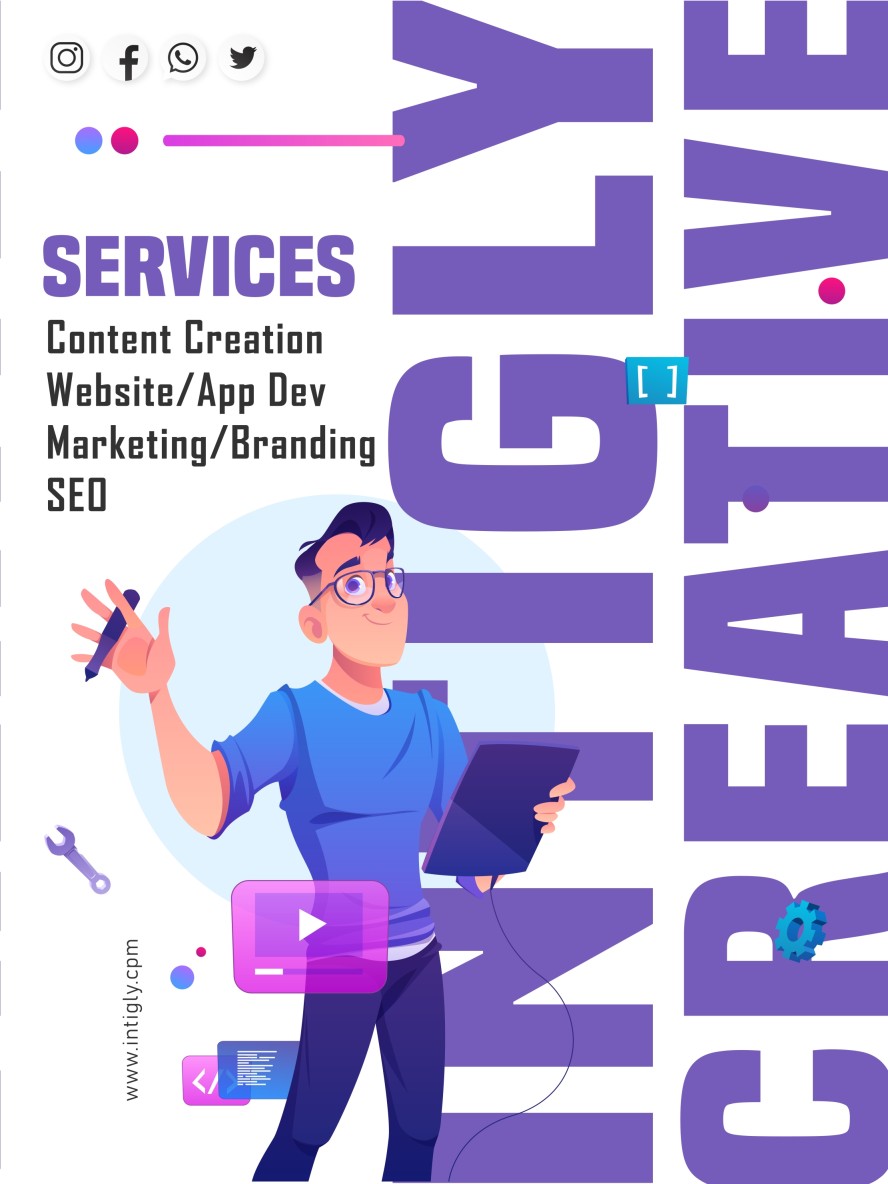 SERVICES
Content Creation
Website/App Dev
Marketing/Branding
SEO
INTIGLY
CREATIVE
[ ]
</>
www.intigly.cpm